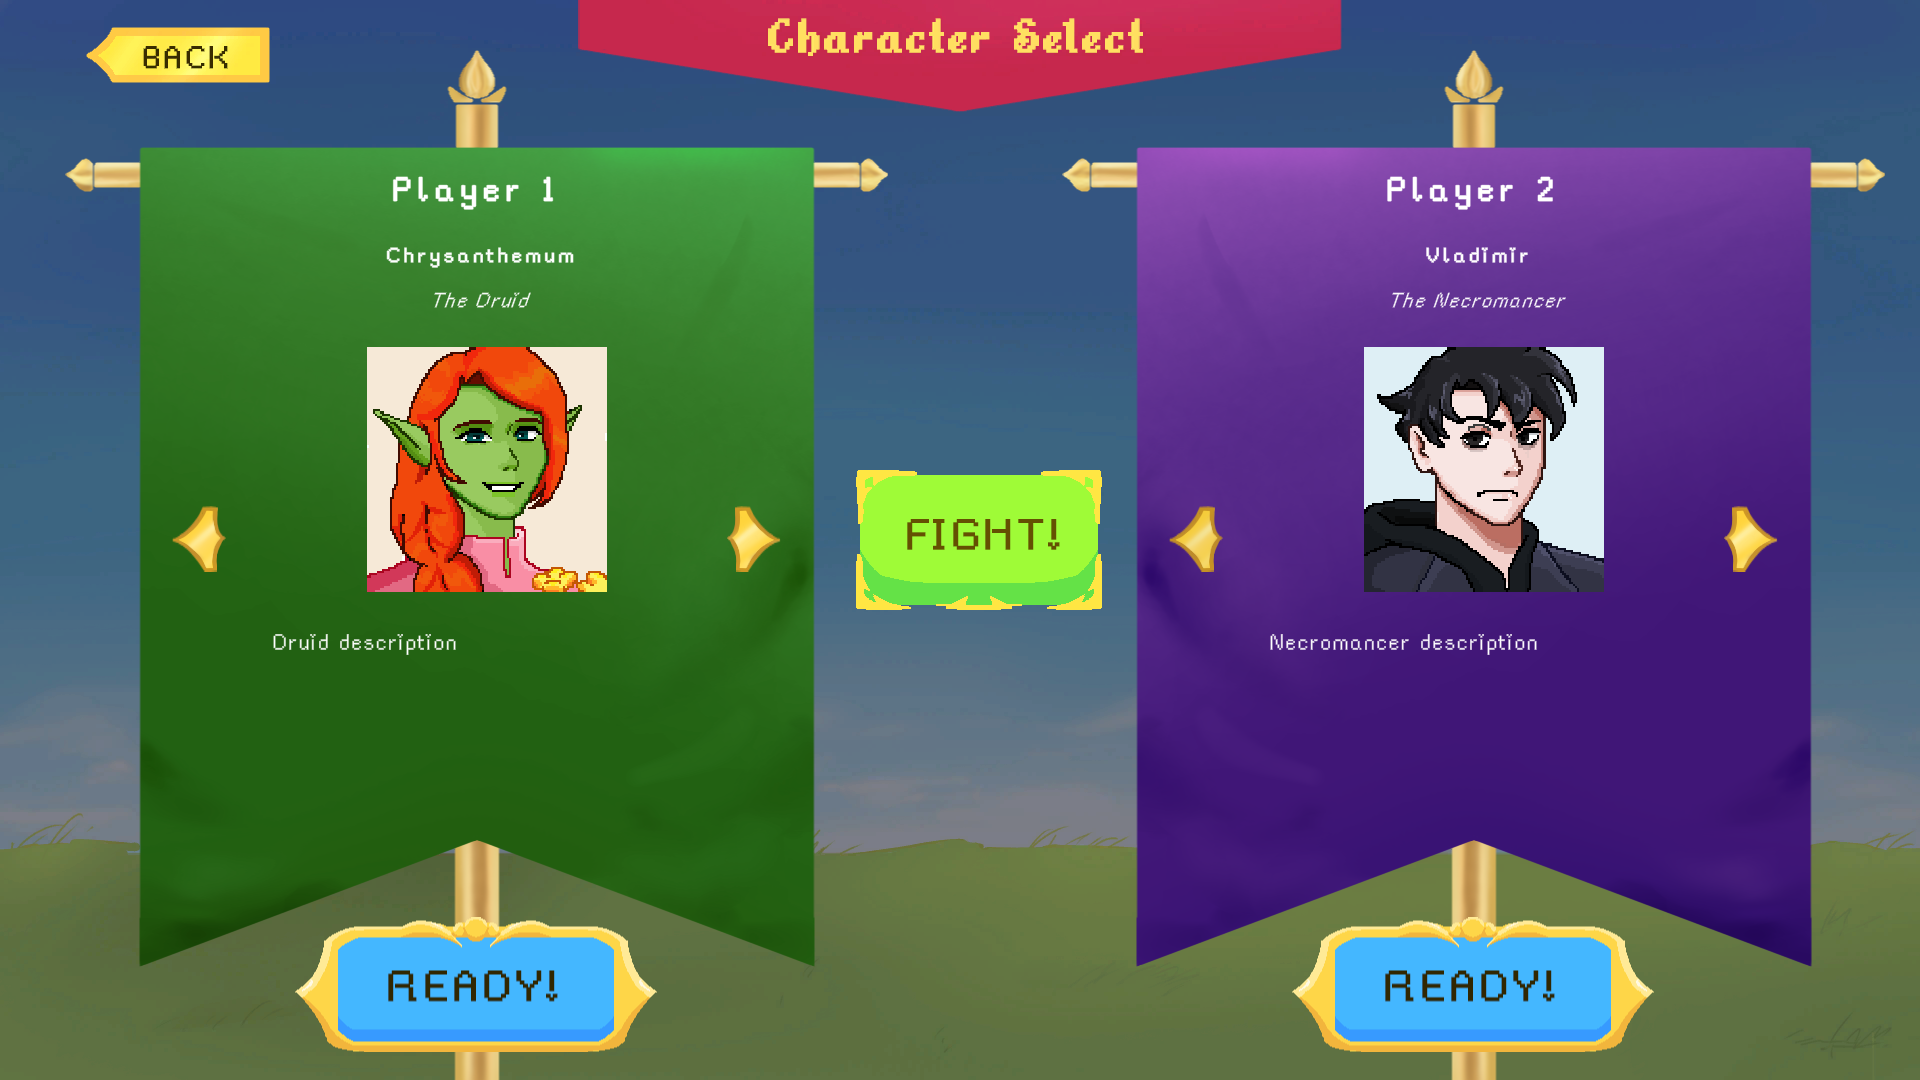 BACK
Character Select
Player 1
Chrysanthemum
The Druid
Druid description
READY!
FIGHT!
Player 2
Vladimir
The Necromancer
Necromancer description
READY!